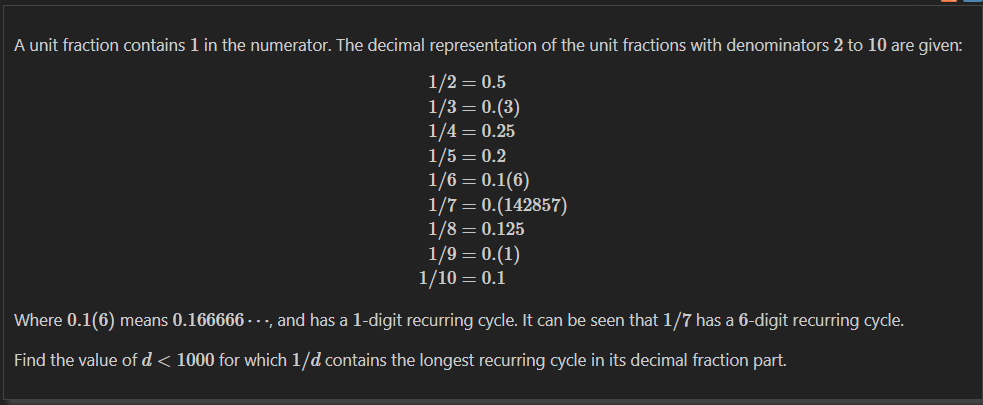 A unit fraction contains 1 in the numerator. The decimal representation of the unit fractions with denominators 2 to 10 are given:
1/2 = 0.5
1/3 = 0.(3)
1/4 = 0.25
1/5 = 0.2
1/6 = 0.1(6)
1/7 = 0.(142857)
1/8 = 0.125
1/9 = 0.(1)
1/10 = 0.1
Where 0.1(6) means 0.166666⋯, and has a 1-digit recurring cycle. It can be seen that 1/7 has a 6-digit recurring cycle.
Find the value of d < 1000 for which 1/d contains the longest recurring cycle in its decimal fraction part.